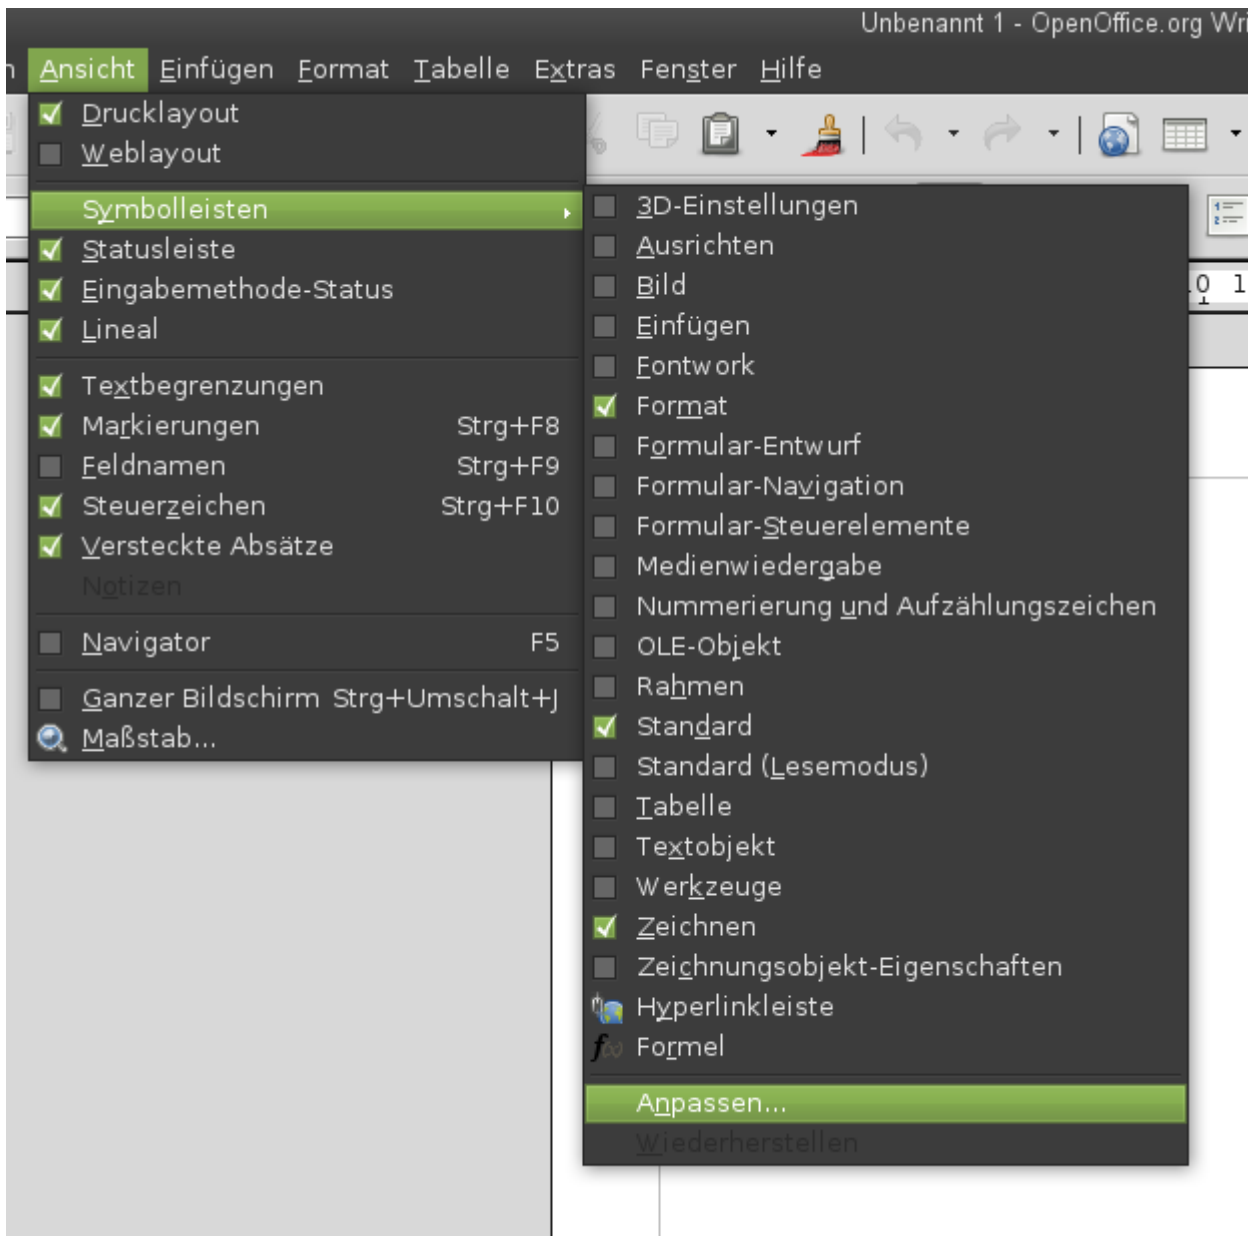 Unbenannt 1 - OpenOffice.org Wri
Ansicht Einfügen Format Tabelle Extras Fenster Hilfe
Drucklayout
Weblayout
Symbolleisten
Statusleiste
Eingabemethode-Status
Lineal
Textbegrenzungen
Markierungen Strg+F8
Feldnamen Strg+F9
Steuerzeichen Strg+F10
Versteckte Absätze
Notizen
Navigator F5
Ganzer Bildschirm Strg+Umschalt+J
Maßstab...
3D-Einstellungen
Ausrichten
Bild
Einfügen
Fontwork
Format
Formular-Entwurf
Formular-Navigation
Formular-Steuerelemente
Medienwiedergabe
Nummerierung und Aufzählungszeichen
OLE-Objekt
Rahmen
Standard
Standard (Lesemodus)
Tabelle
Textobjekt
Werkzeuge
Zeichnen
Zeichnungsobjekt-Eigenschaften
Hyperlinkleiste
Formel
Anpassen...
Wiederherstellen